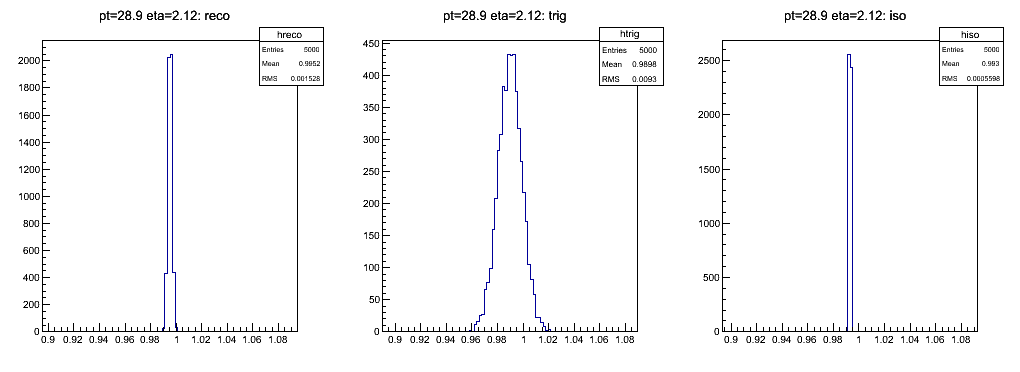 pt=28.9 eta=2.12: reco
hreco
Entries 5000
Mean 0.9952
RMS 0.001528
2000
1800
1600
1400
1200
1000
800
600
400
200
0
0.9 0.92 0.94 0.96 0.98 1 1.02 1.04 1.06 1.08
pt=28.9 eta=2.12: trig
htrig
Entries 5000
Mean 0.9898
RMS 0.0093
450
400
350
300
250
200
150
100
50
0
0.9 0.92 0.94 0.96 0.98 1 1.02 1.04 1.06 1.08
pt=28.9 eta=2.12: iso
hiso
Entries 5000
Mean 0.993
RMS 0.0005598
2500
2000
1500
1000
500
0
0.9 0.92 0.94 0.96 0.98 1 1.02 1.04 1.06 1.08